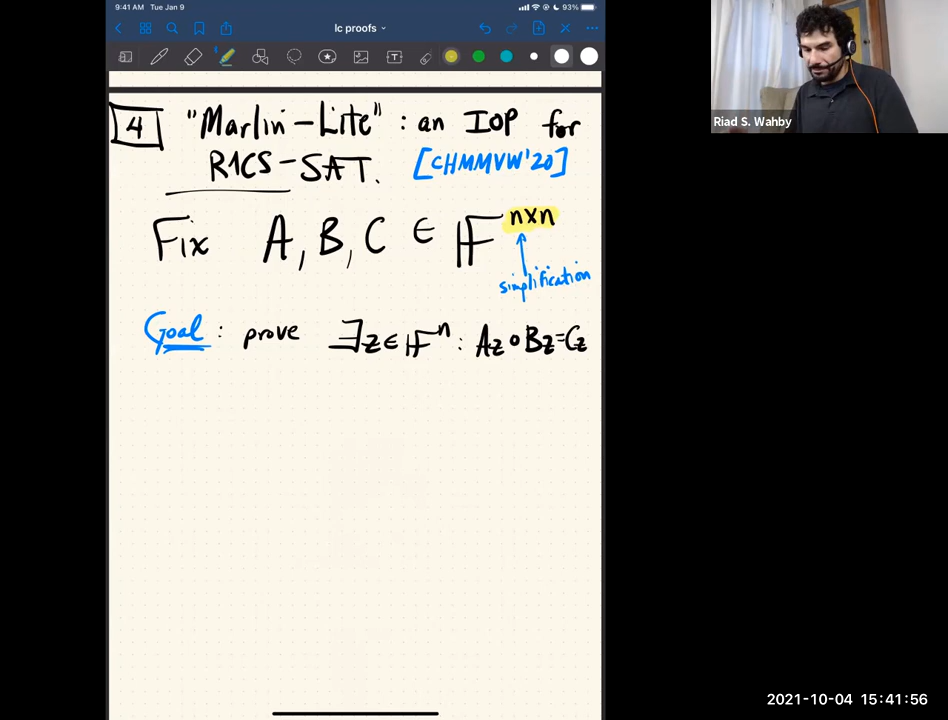 9:41 AM Tue Jan 9
93%
lc proofs
4 "Marlin-Lite" : an IOP for
R1CS-SAT. [CHMMVW'20]
Fix A, B, C ∈ 𝔽^{n×n}
simplification
Goal : prove ∃z ∈ 𝔽^n : Az ∘ Bz = Cz
Riad S. Wahby
2021-10-04 15:41:56